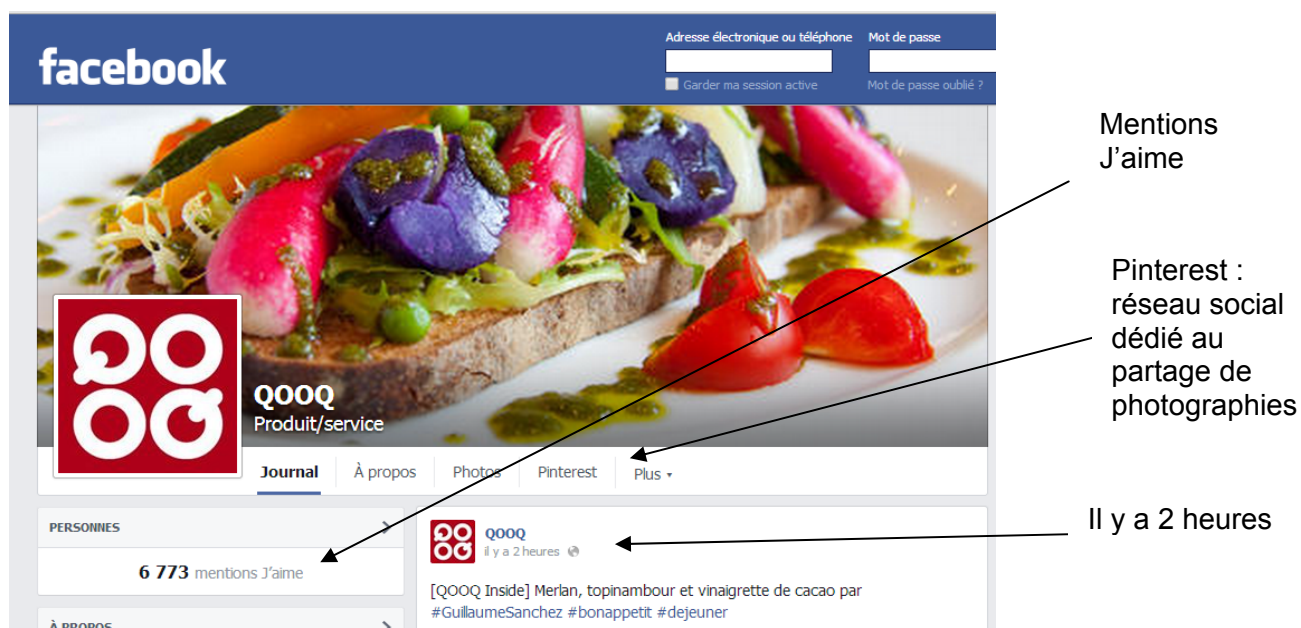 facebook
Adresse électronique ou téléphone
Mot de passe
Garder ma session active
Mot de passe oublié ?
QOOQ
QOOQ
Produit/service
Journal
À propos
Photos
Pinterest
Plus
PERSONNES
6 773 mentions J’aime
À PROPOS
QOOQ
QOOQ
il y a 2 heures
[QOOQ Inside] Merlan, topinambour et vinaigrette de cacao par
#GuillaumeSanchez #bonappetit #dejeuner
Mentions
J’aime
Pinterest :
réseau social
dédié au
partage de
photographies
Il y a 2 heures